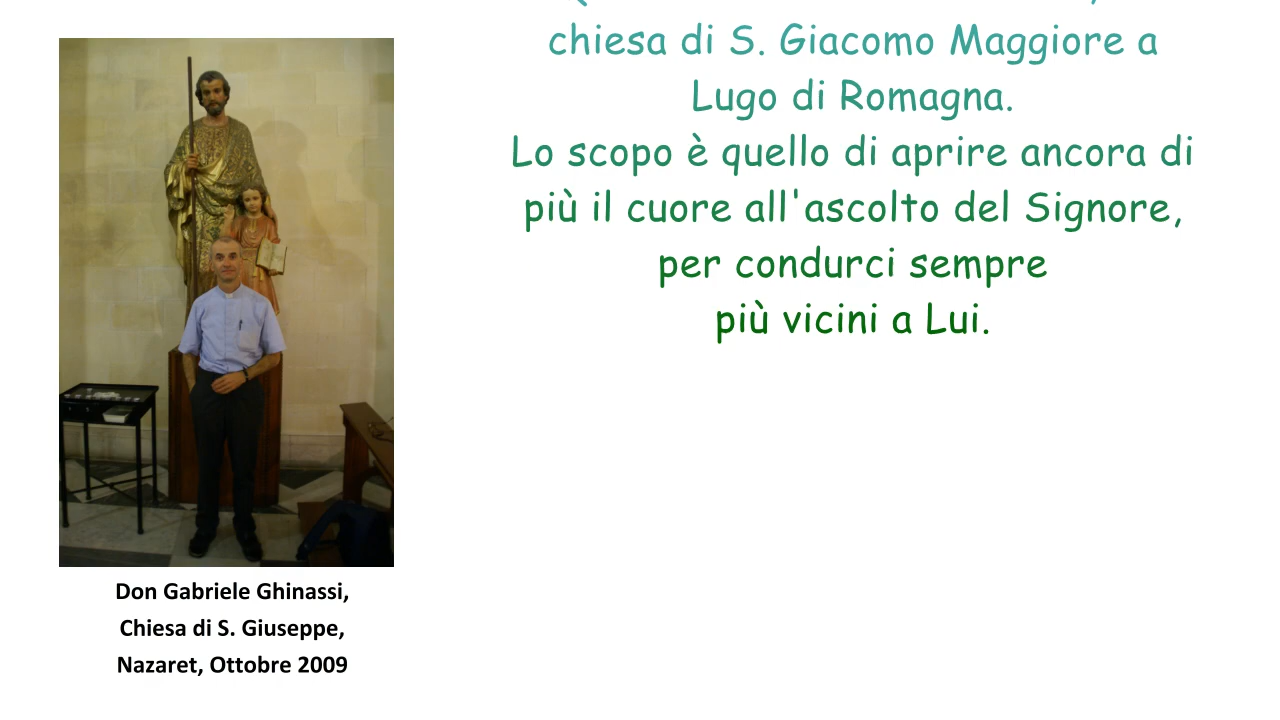 chiesa di S. Giacomo Maggiore a
Lugo di Romagna.
Lo scopo è quello di aprire ancora di
più il cuore all'ascolto del Signore,
per condurci sempre
più vicini a Lui.
Don Gabriele Ghinassi,
Chiesa di S. Giuseppe,
Nazaret, Ottobre 2009